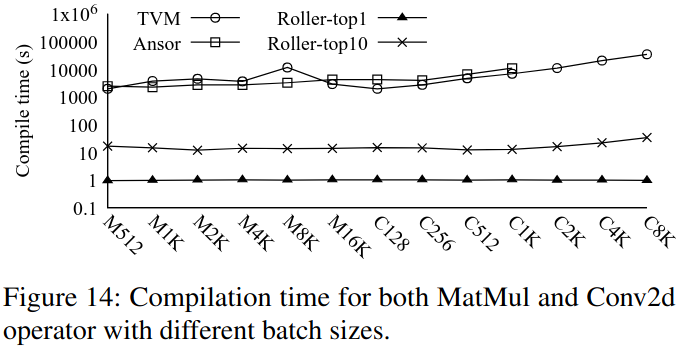 1x10^6
100000
10000
1000
100
10
1
0.1
Compile time (s)
TVM
Ansor
Roller-top1
Roller-top10
M512
M1K
M2K
M4K
M8K
M16K
C128
C256
C512
C1K
C2K
C4K
C8K
Figure 14: Compilation time for both MatMul and Conv2d
operator with different batch sizes.